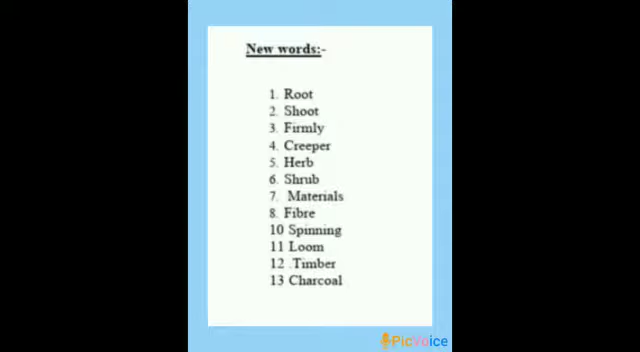 New words:-
1. Root
2. Shoot
3. Firmly
4. Creeper
5. Herb
6. Shrub
7. Materials
8. Fibre
10 Spinning
11 Loom
12 .Timber
13 Charcoal
PicVoice